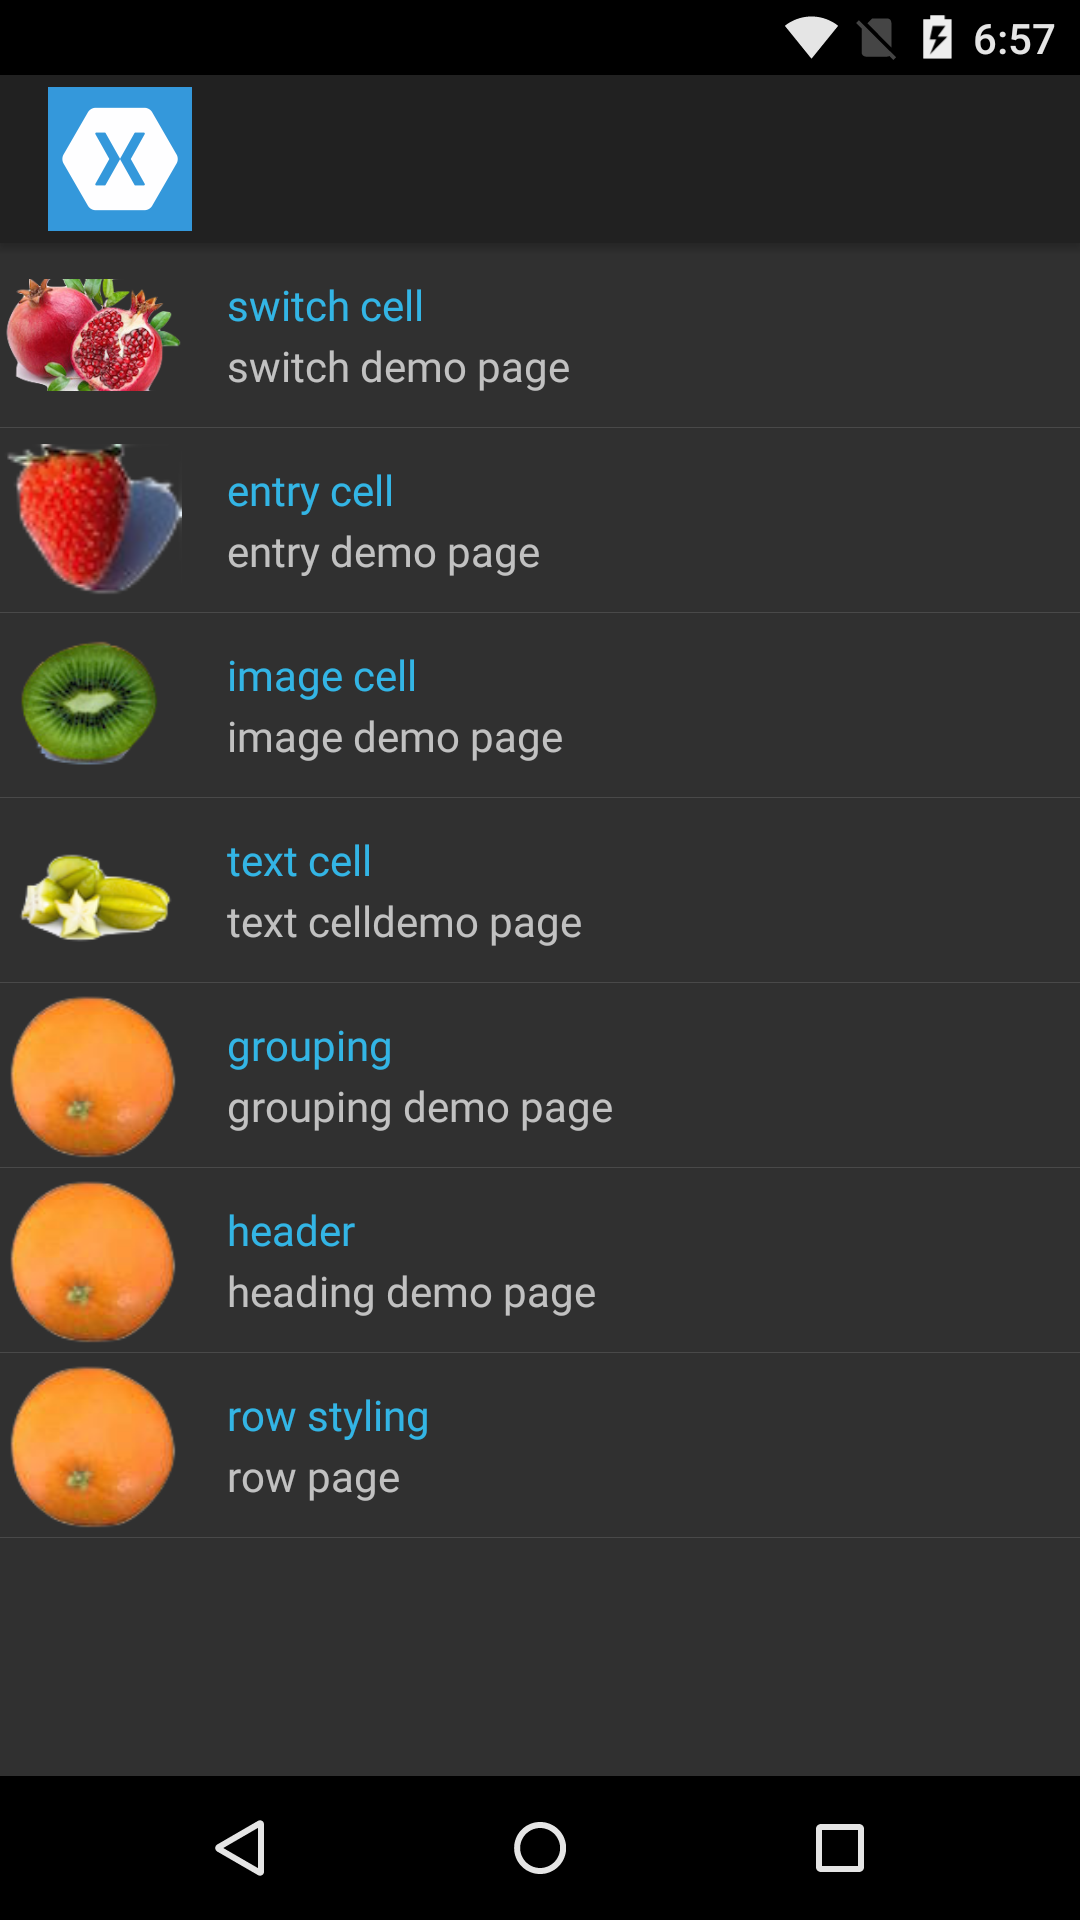 6:57
X
switch cell
switch demo page
entry cell
entry demo page
image cell
image demo page
text cell
text celldemo page
grouping
grouping demo page
header
heading demo page
row styling
row page